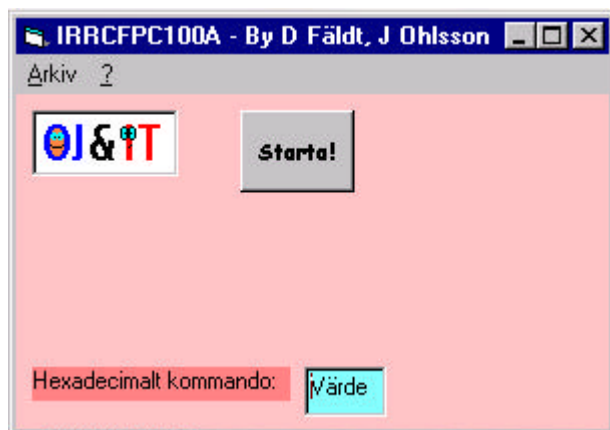 IRRCFPC100A - By D Fäldt, J Ohlsson
Arkiv ?
OJ&iT
Starta!
Hexadecimalt kommando: Värde